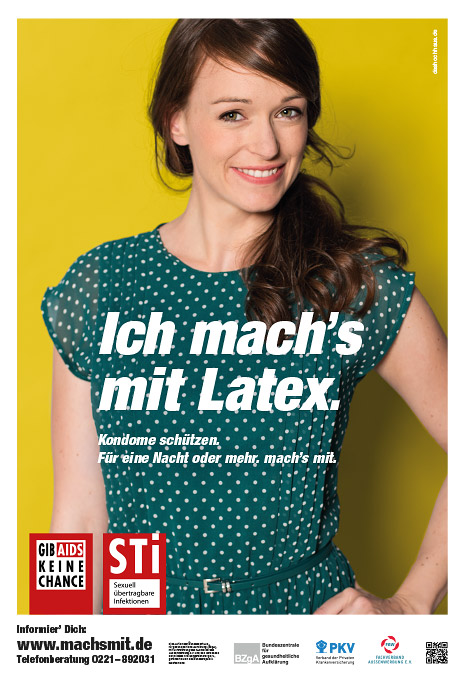 Ich mach's
mit Latex.
Kondome schützen.
Für eine Nacht oder mehr. mach's mit.
GIB AIDS
KEINE
CHANCE
STi
Sexuell
übertragbare
Infektionen
Informier' Dich:
www.machsmit.de
Telefonberatung 0221–892031
BZgA
Bundeszentrale
für
gesundheitliche
Aufklärung
PKV
Verband der Privaten
Krankenversicherung
FAW
FACHVERBAND
AUSSENWERBUNG E.V.